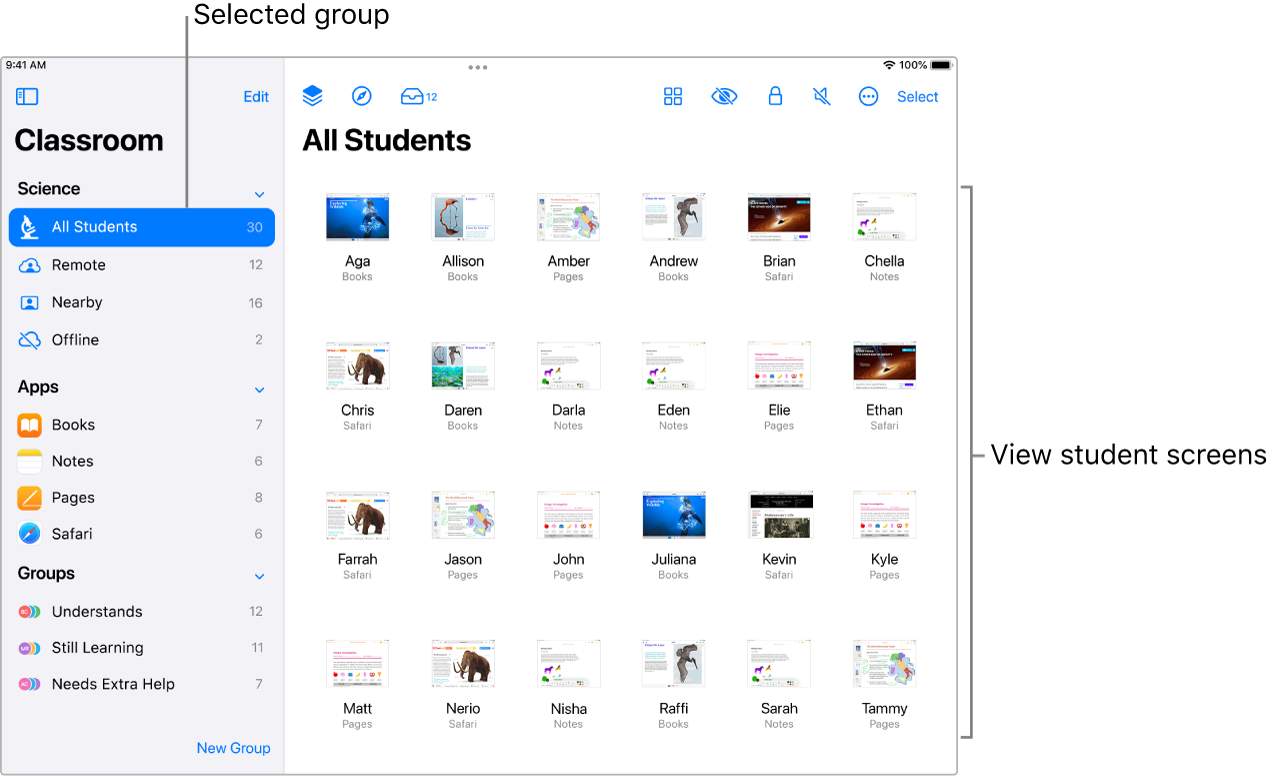 Selected group
9:41 AM
100%
Edit
12
Select
Classroom
All Students
Science
All Students 30
Remote 12
Nearby 16
Offline 2
Apps
Books 7
Notes 6
Pages 8
Safari 6
Groups
Understands 12
Still Learning 11
Needs Extra Help 7
New Group
Aga Allison Amber Andrew Brian Chella
Books Books Pages Books Safari Notes
Chris Daren Darla Eden Elie Ethan
Safari Books Notes Notes Pages Safari
Farrah Jason John Juliana Kevin Kyle
Safari Pages Pages Books Safari Pages
Matt Nerio Nisha Raffi Sarah Tammy
Pages Safari Notes Books Notes Pages
View student screens